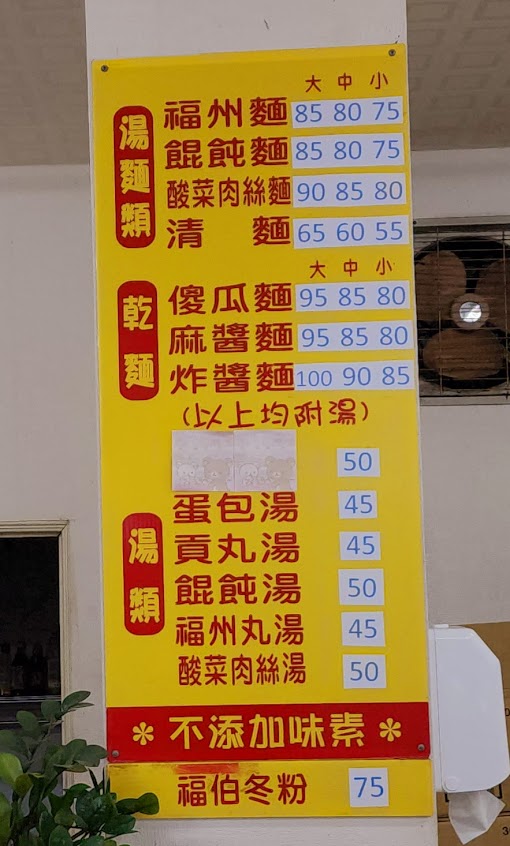 大 中 小
湯麵類
福州麵 85 80 75
餛飩麵 85 80 75
酸菜肉絲麵 90 85 80
清 麵 65 60 55
大 中 小
乾麵
傻瓜麵 95 85 80
麻醬麵 95 85 80
炸醬麵 100 90 85
(以上均附湯)
50
湯類
蛋包湯 45
貢丸湯 45
餛飩湯 50
福州丸湯 45
酸菜肉絲湯 50
* 不添加味素 *
福伯冬粉 75